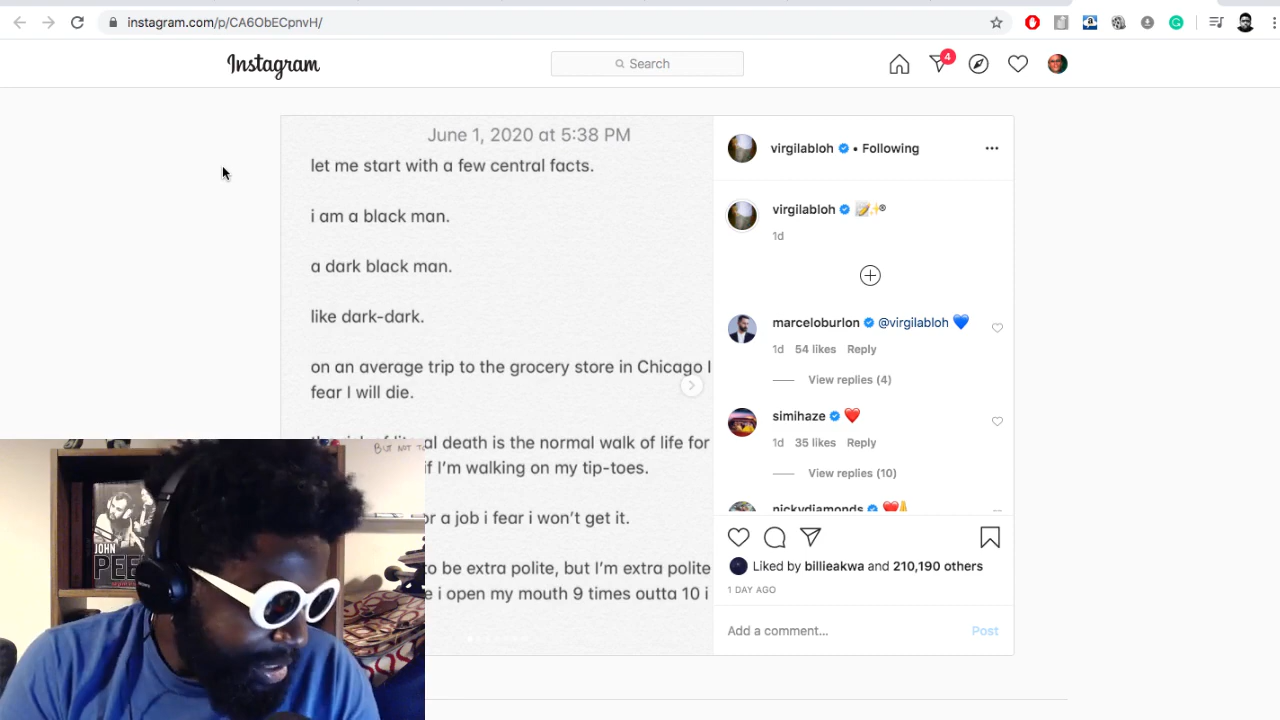 instagram.com/p/CA6ObECpnvH/
Instagram
Search
4
June 1, 2020 at 5:38 PM
let me start with a few central facts.
i am a black man.
a dark black man.
like dark-dark.
on an average trip to the grocery store in Chicago I
fear I will die.
al death is the normal walk of life for
if I'm walking on my tip-toes.
or a job i fear i won't get it.
to be extra polite, but I'm extra polite
e i open my mouth 9 times outta 10 i
virgilabloh • Following
virgilabloh 📝✨®
1d
marceloburlon @virgilabloh 💙
1d 54 likes Reply
View replies (4)
simihaze ❤️
1d 35 likes Reply
View replies (10)
nickydiamonds
Liked by billieakwa and 210,190 others
1 DAY AGO
Add a comment...
Post
BUT NOT
JOHN
PEE